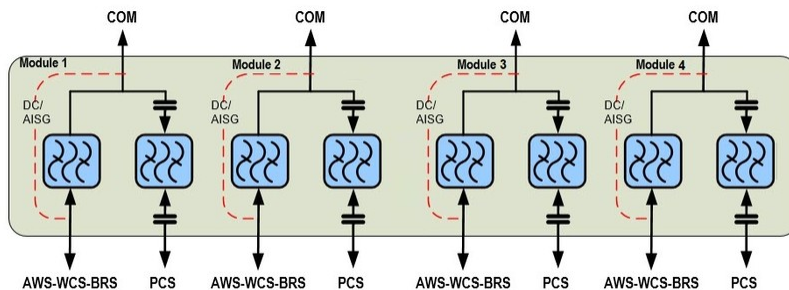 COM COM COM COM
Module 1 Module 2 Module 3 Module 4
DC/ DC/ DC/ DC/
AISG AISG AISG AISG
AWS-WCS-BRS PCS AWS-WCS-BRS PCS AWS-WCS-BRS PCS AWS-WCS-BRS PCS